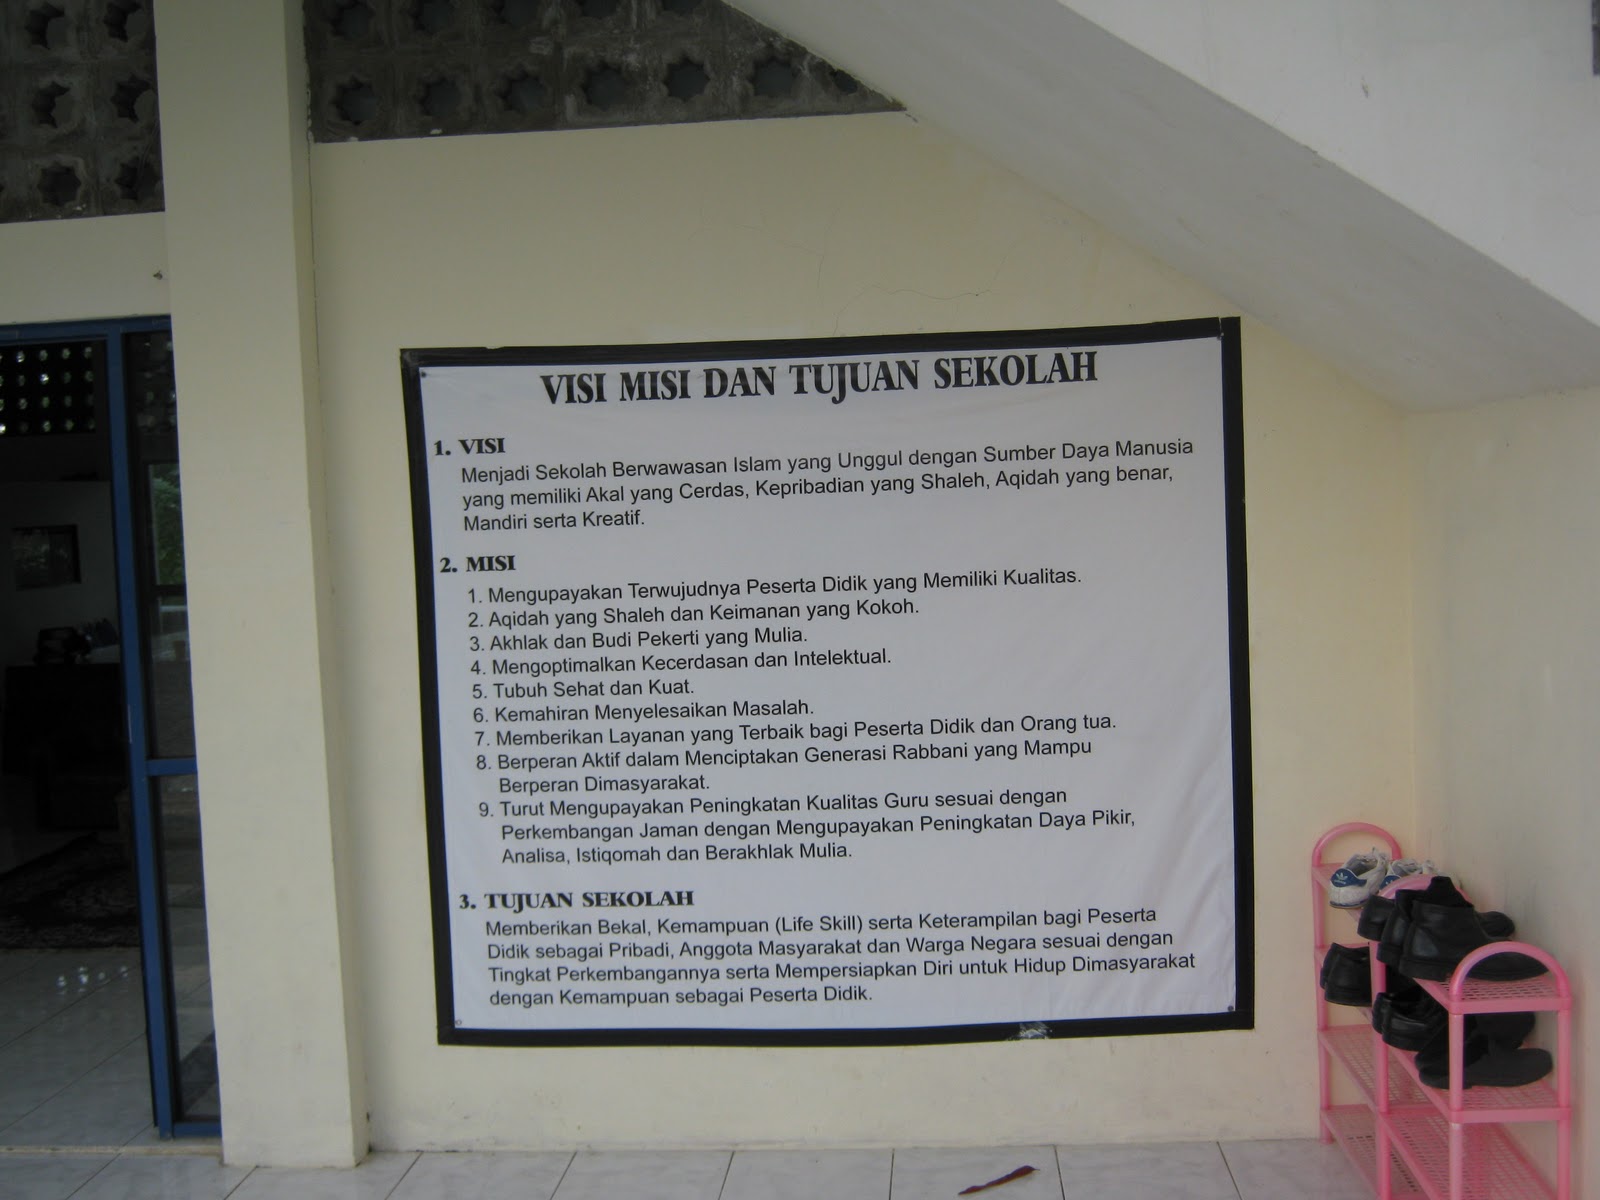 VISI MISI DAN TUJUAN SEKOLAH
1. VISI
Menjadi Sekolah Berwawasan Islam yang Unggul dengan Sumber Daya Manusia
yang memiliki Akal yang Cerdas, Kepribadian yang Shaleh, Aqidah yang benar,
Mandiri serta Kreatif.
2. MISI
1. Mengupayakan Terwujudnya Peserta Didik yang Memiliki Kualitas.
2. Aqidah yang Shaleh dan Keimanan yang Kokoh.
3. Akhlak dan Budi Pekerti yang Mulia.
4. Mengoptimalkan Kecerdasan dan Intelektual.
5. Tubuh Sehat dan Kuat.
6. Kemahiran Menyelesaikan Masalah.
7. Memberikan Layanan yang Terbaik bagi Peserta Didik dan Orang tua.
8. Berperan Aktif dalam Menciptakan Generasi Rabbani yang Mampu
Berperan Dimasyarakat.
9. Turut Mengupayakan Peningkatan Kualitas Guru sesuai dengan
Perkembangan Jaman dengan Mengupayakan Peningkatan Daya Pikir,
Analisa, Istiqomah dan Berakhlak Mulia.
3. TUJUAN SEKOLAH
Memberikan Bekal, Kemampuan (Life Skill) serta Keterampilan bagi Peserta
Didik sebagai Pribadi, Anggota Masyarakat dan Warga Negara sesuai dengan
Tingkat Perkembangannya serta Mempersiapkan Diri untuk Hidup Dimasyarakat
dengan Kemampuan sebagai Peserta Didik.